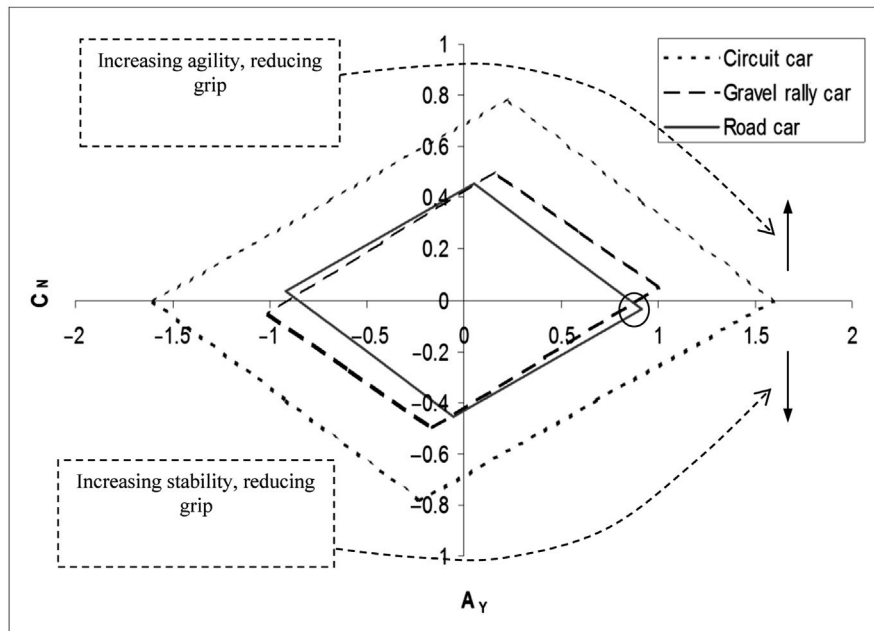 Increasing agility, reducing
grip
Circuit car
Gravel rally car
Road car
1
0.8
0.6
0.4
0.2
0
−0.2
−0.4
−0.6
−0.8
−1
−2
−1.5
−1
−0.5
0
0.5
1
1.5
2
C N
Increasing stability, reducing
grip
A Y